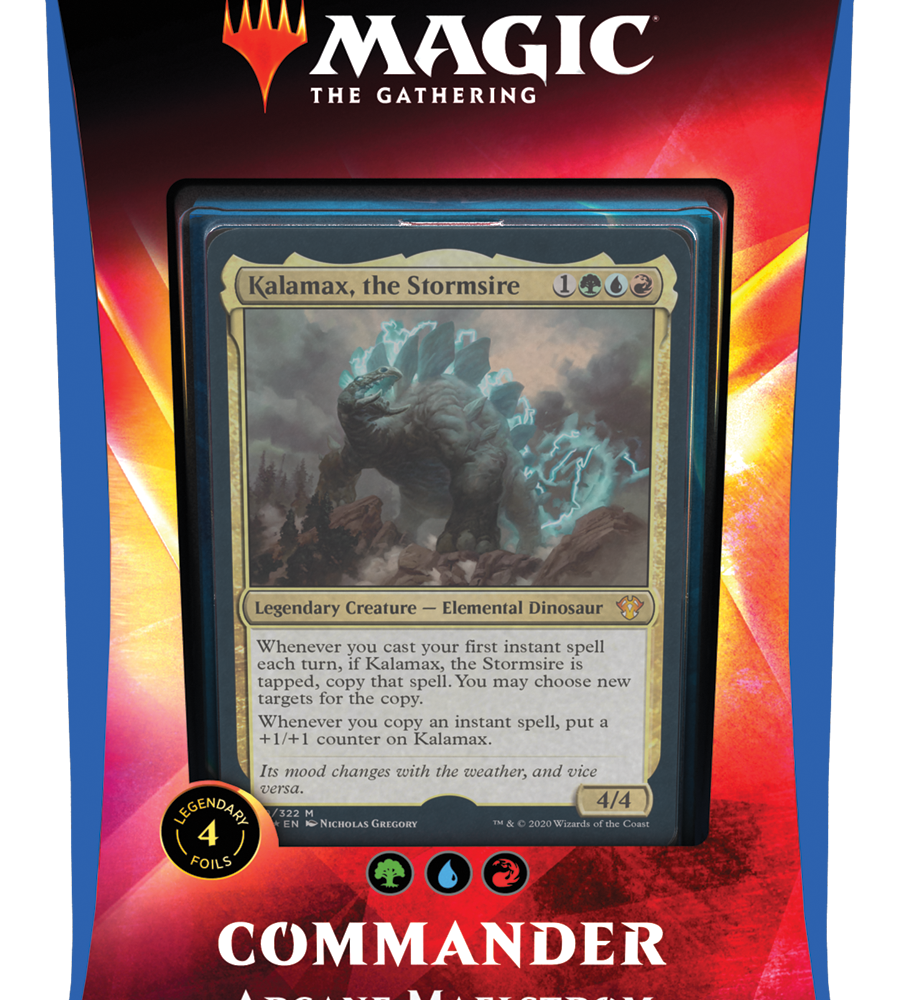 MAGIC
THE GATHERING
Kalamax, the Stormsire 1
Legendary Creature — Elemental Dinosaur
Whenever you cast your first instant spell
each turn, if Kalamax, the Stormsire is
tapped, copy that spell. You may choose new
targets for the copy.
Whenever you copy an instant spell, put a
+1/+1 counter on Kalamax.
Its mood changes with the weather, and vice
versa.
4/4
/322 M
EN NICHOLAS GREGORY
™ & © 2020 Wizards of the Coast
LEGENDARY
4
FOILS
COMMANDER
ARCANE MAELSTROM